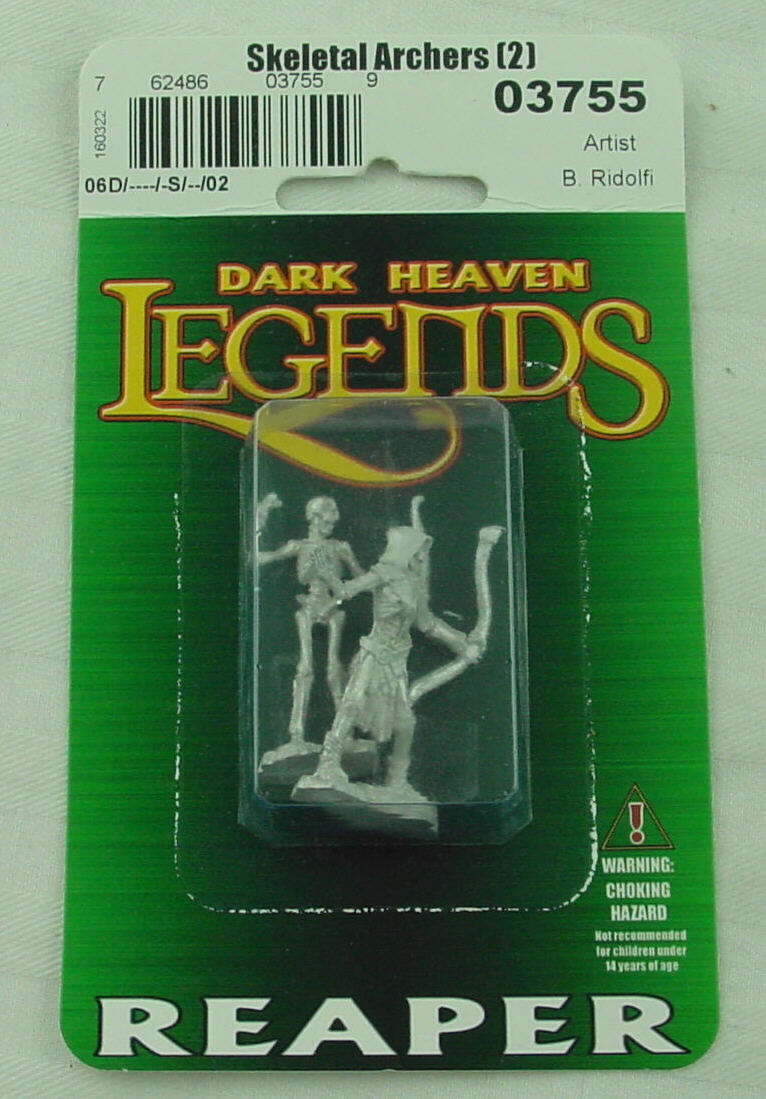 Skeletal Archers (2)
7 62486 03755 9
03755
160322
Artist
B. Ridolfi
06D/----/-S/--/02
DARK HEAVEN
LEGENDS
!
WARNING:
CHOKING
HAZARD
Not recommended
for children under
14 years of age
REAPER